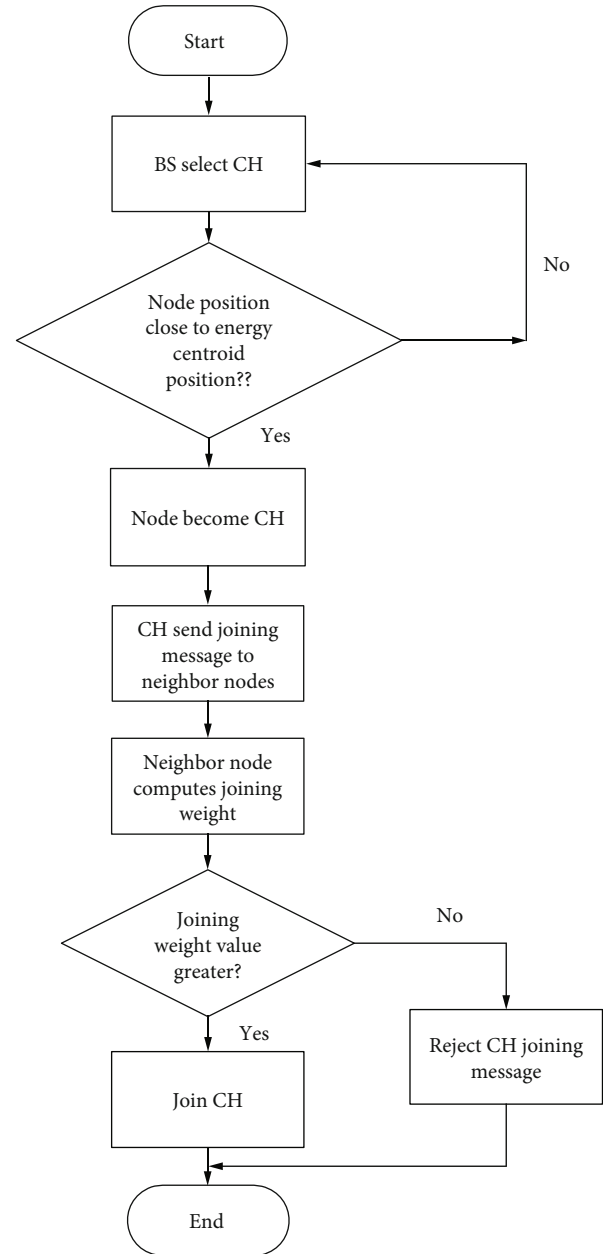 Start
BS select CH
No
Node position
close to energy
centroid
position??
Yes
Node become CH
CH send joining
message to
neighbor nodes
Neighbor node
computes joining
weight
Joining
weight value
greater?
No
Yes
Reject CH joining
message
Join CH
End